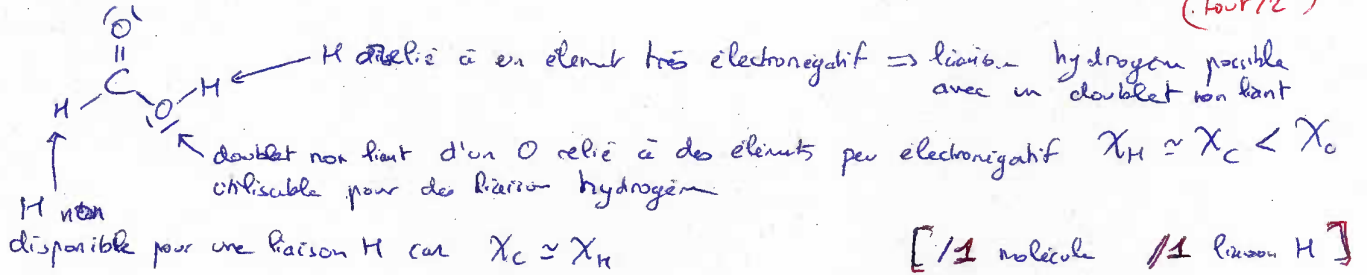 (tout/2)
H relié à un élément très électronégatif ⇒ liaison hydrogène possible
avec un doublet non liant
O
C
H
O
H
doublet non liant d'un O relié à des éléments peu électronégatif χH ≃ χC < χO
utilisable pour des liaison hydrogène
H non
disponible pour une liaison H car χC ≃ χH
[/1 molécule /1 liaison H]